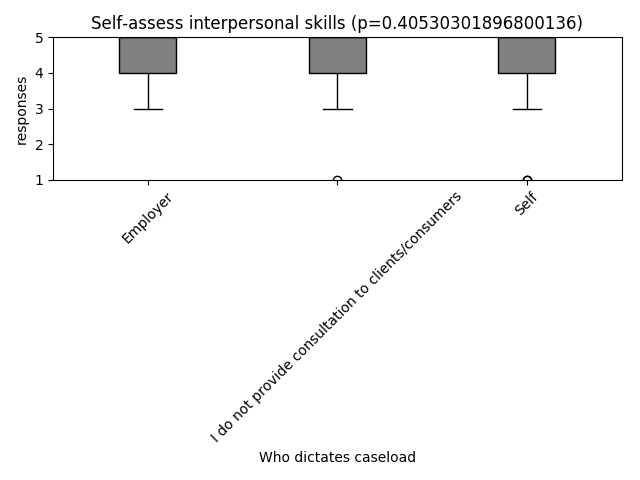 Self-assess interpersonal skills (p=0.40530301896800136)
5
4
3
2
1
responses
Employer
I do not provide consultation to clients/consumers
Self
Who dictates caseload